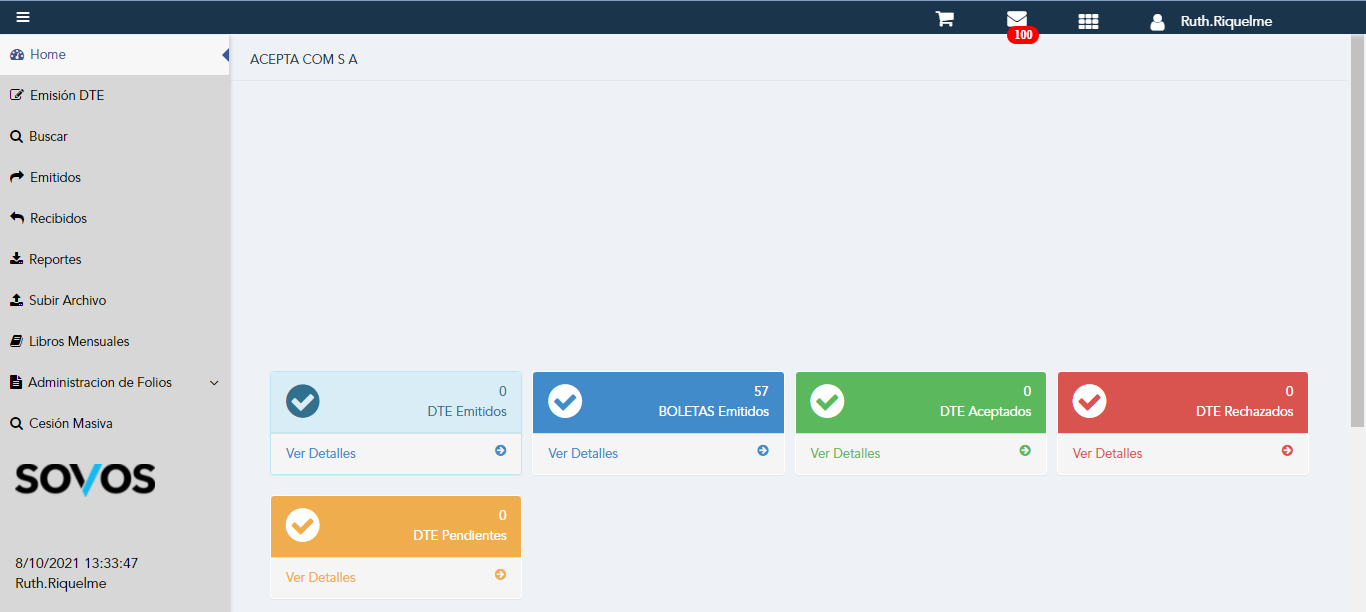 100
Ruth.Riquelme
Home
Emisión DTE
Buscar
Emitidos
Recibidos
Reportes
Subir Archivo
Libros Mensuales
Administracion de Folios
Cesión Masiva
SOVOS
8/10/2021 13:33:47
Ruth.Riquelme
ACEPTA COM S A
0
DTE Emitidos
Ver Detalles
57
BOLETAS Emitidos
Ver Detalles
0
DTE Aceptados
Ver Detalles
0
DTE Rechazados
Ver Detalles
0
DTE Pendientes
Ver Detalles